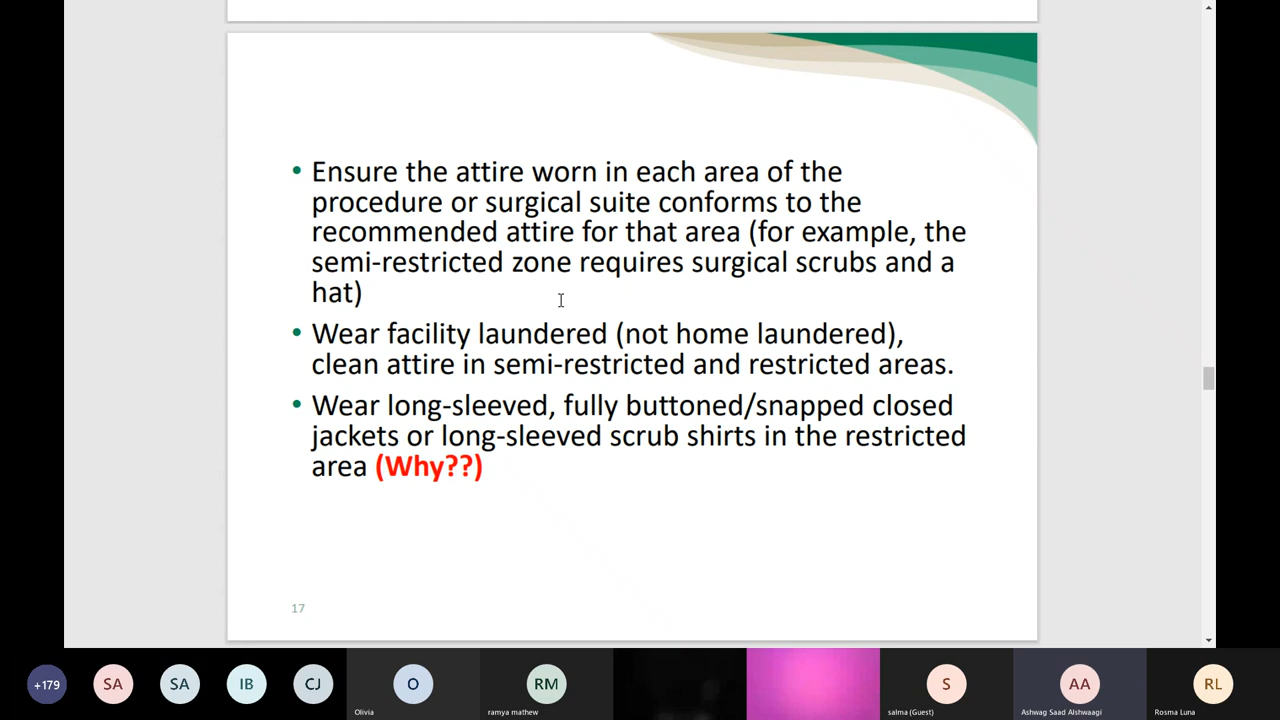 • Ensure the attire worn in each area of the
procedure or surgical suite conforms to the
recommended attire for that area (for example, the
semi-restricted zone requires surgical scrubs and a
hat)
• Wear facility laundered (not home laundered),
clean attire in semi-restricted and restricted areas.
• Wear long-sleeved, fully buttoned/snapped closed
jackets or long-sleeved scrub shirts in the restricted
area (Why??)
17
+179 SA SA IB CJ O RM S AA RL
Olivia ramya mathew salma (Guest) Ashwag Saad Alshwaagi Rosma Luna